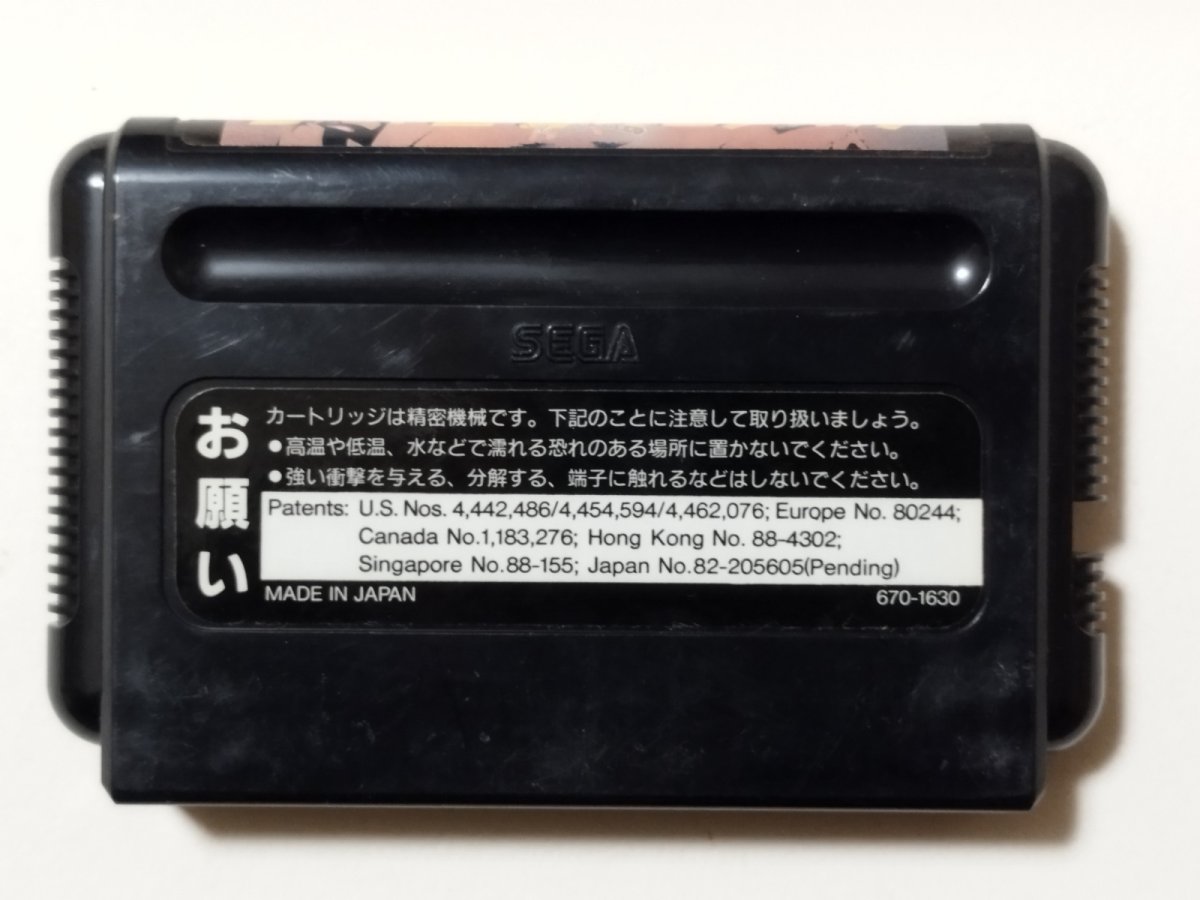 SEGA
お願い
カートリッジは精密機械です。下記のことに注意して取り扱いましょう。
●高温や低温、水などで濡れる恐れのある場所に置かないでください。
●強い衝撃を与える、分解する、端子に触れるなどはしないでください。
Patents: U.S. Nos. 4,442,486/4,454,594/4,462,076; Europe No. 80244;
Canada No.1,183,276; Hong Kong No. 88-4302;
Singapore No.88-155; Japan No.82-205605(Pending)
MADE IN JAPAN 670-1630